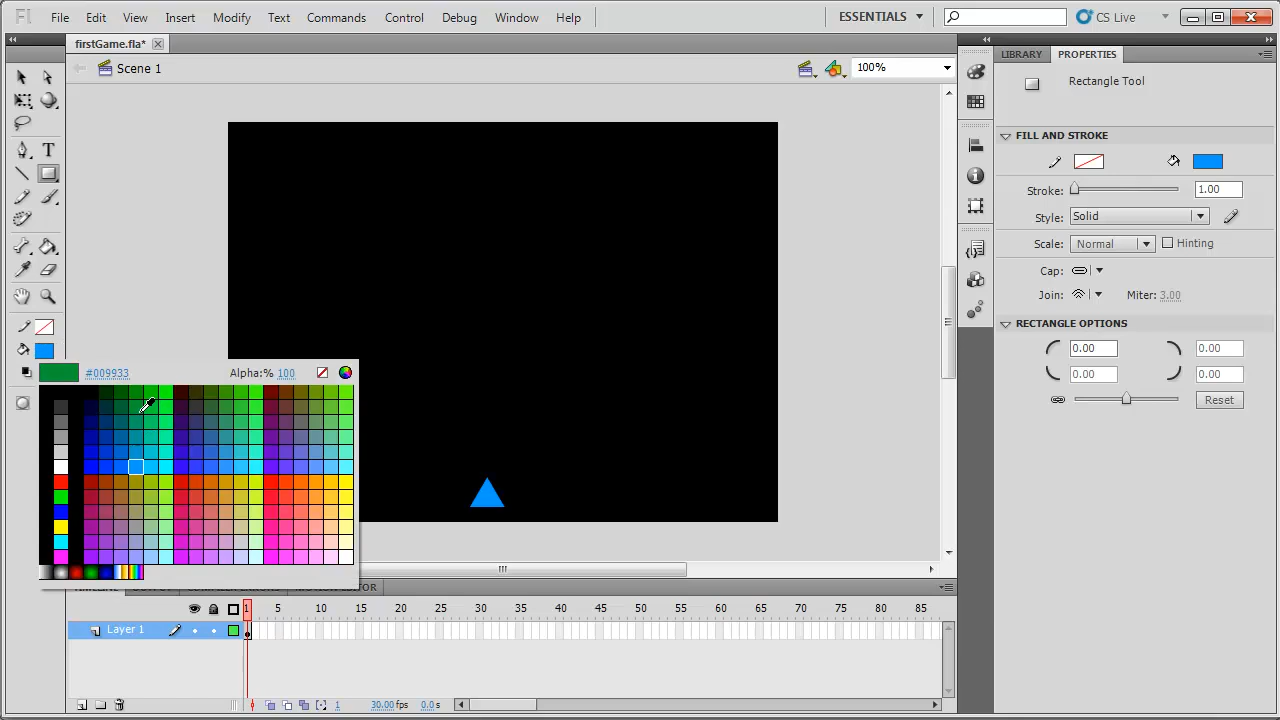 Fl File Edit View Insert Modify Text Commands Control Debug Window Help ESSENTIALS CS Live
firstGame.fla*
LIBRARY PROPERTIES
Scene 1 100%
Rectangle Tool
FILL AND STROKE
Stroke: 1.00
Style: Solid
Scale: Normal Hinting
Cap:
Join: Miter: 3.00
RECTANGLE OPTIONS
0.00 0.00
0.00 0.00
Reset
#009933 Alpha:% 100
1 5 10 15 20 25 30 35 40 45 50 55 60 65 70 75 80 85
Layer 1
1 30.00 fps 0.0 s